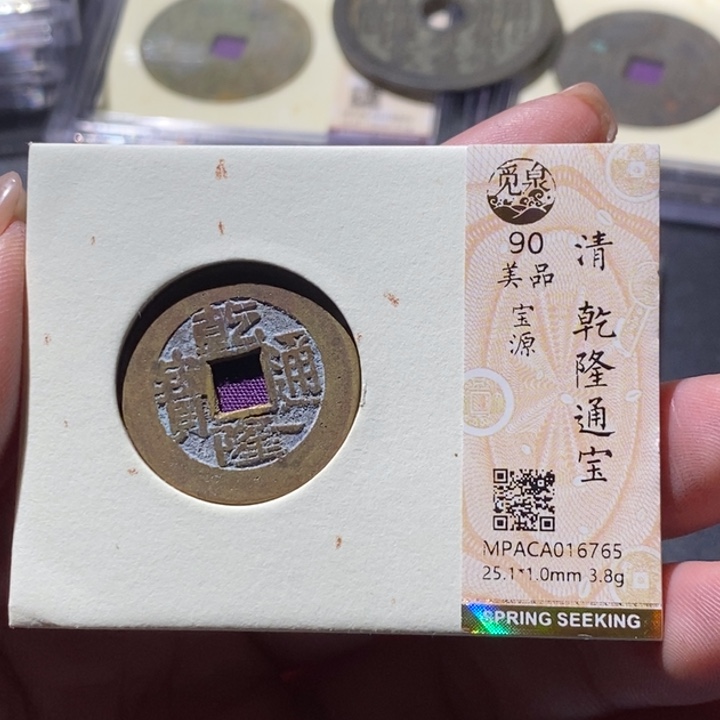 乾隆通寳
觅泉
90
美品
宝源
清 乾隆通宝
MPACA016765
25.1*1.0mm 3.8g
SPRING SEEKING